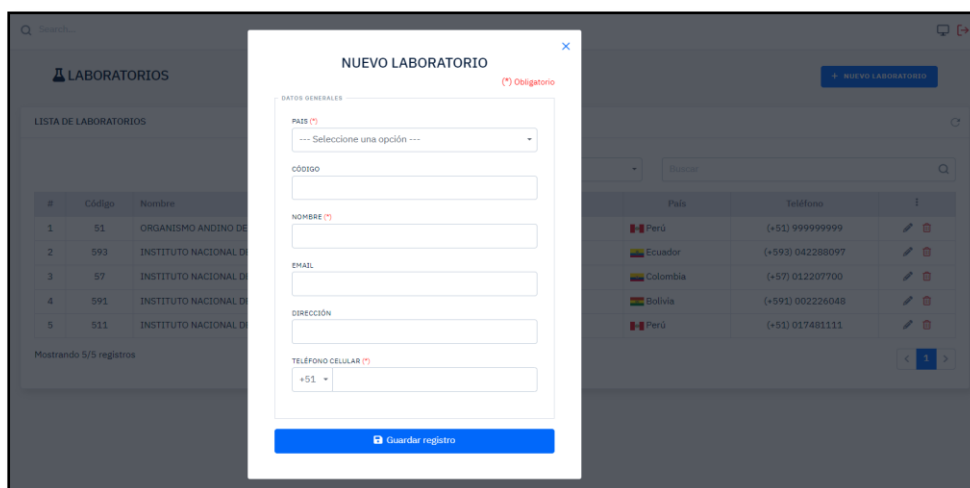 Search...
LABORATORIOS
+ NUEVO LABORATORIO
LISTA DE LABORATORIOS
Buscar
# Código Nombre País Teléfono
1 51 ORGANISMO ANDINO DE Perú (+51) 999999999
2 593 INSTITUTO NACIONAL DE Ecuador (+593) 042288097
3 57 INSTITUTO NACIONAL DE Colombia (+57) 012207700
4 591 INSTITUTO NACIONAL DE Bolivia (+591) 002226048
5 511 INSTITUTO NACIONAL DE Perú (+51) 017481111
Mostrando 5/5 registros
< 1 >
×
NUEVO LABORATORIO
(*) Obligatorio
DATOS GENERALES
PAIS (*)
--- Seleccione una opción ---
CÓDIGO
NOMBRE (*)
EMAIL
DIRECCIÓN
TELÉFONO CELULAR (*)
+51
Guardar registro